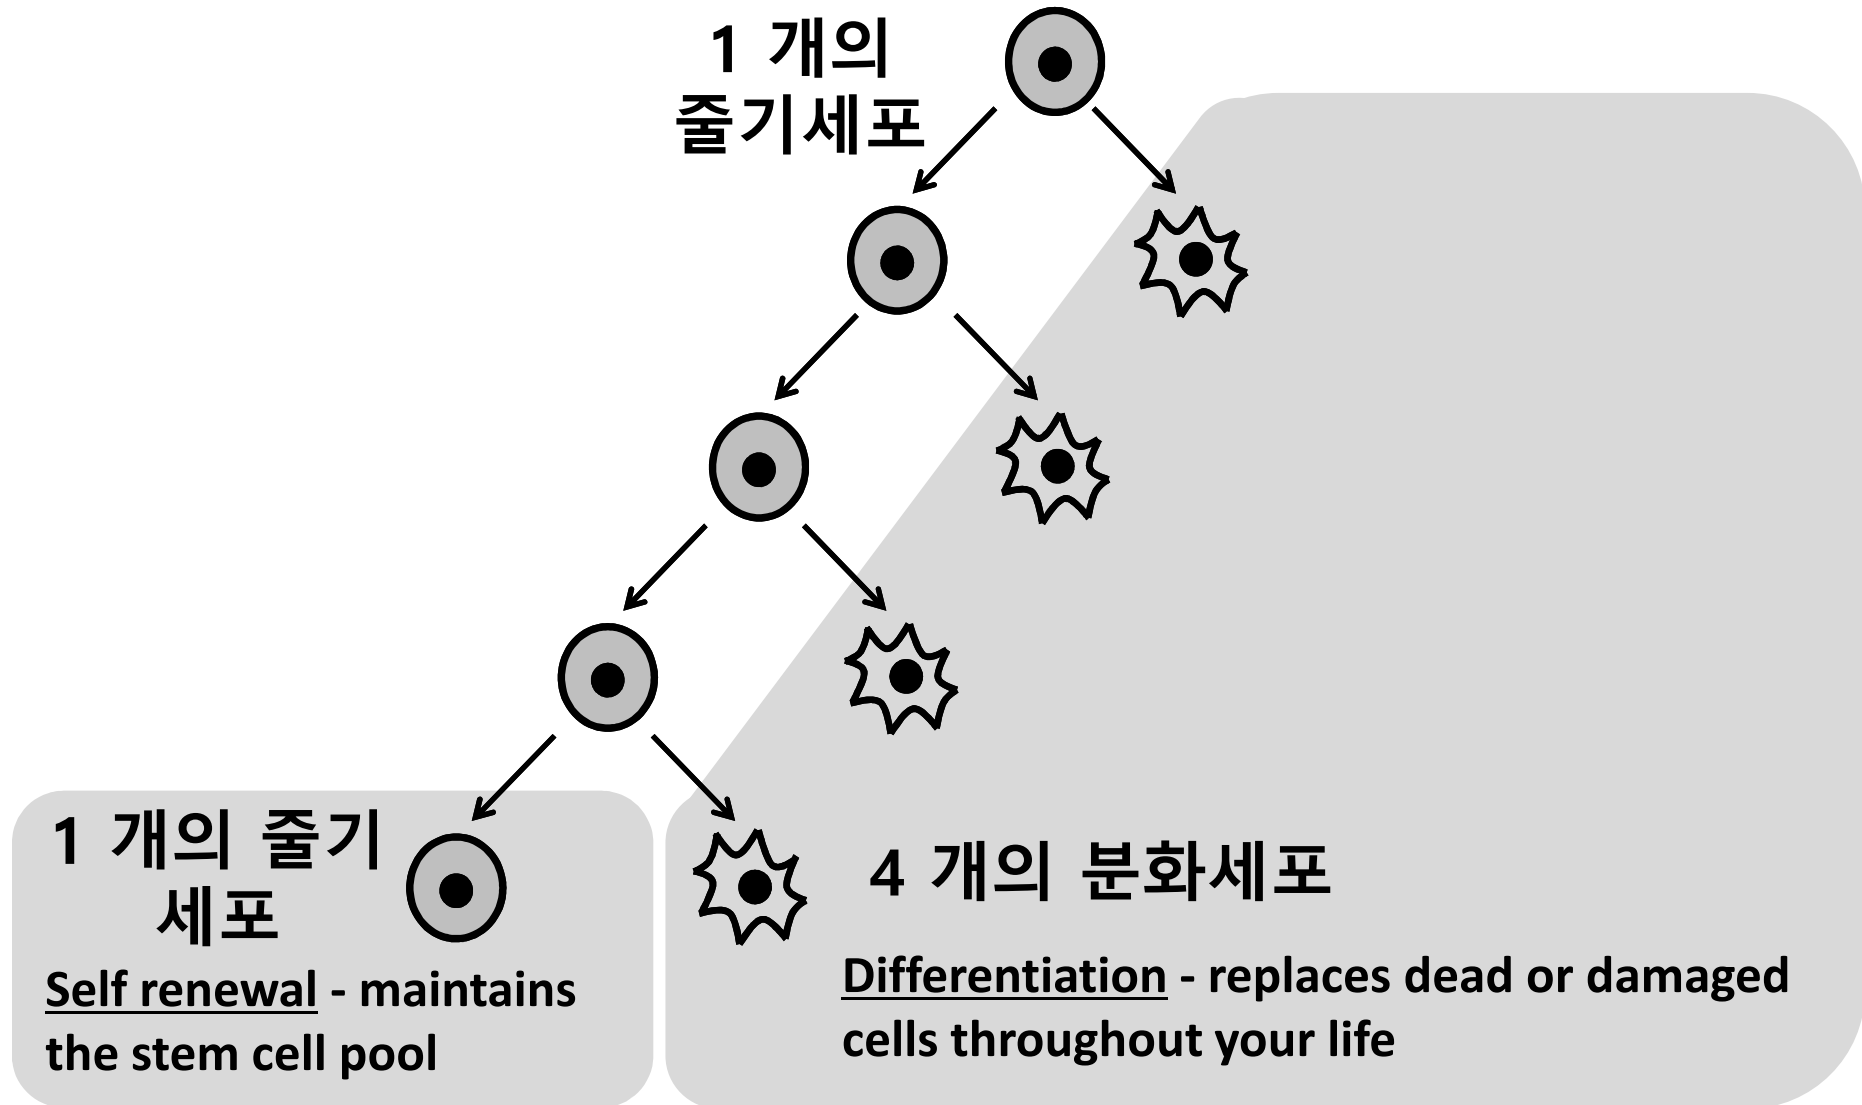 1 개의
줄기세포
1 개의 줄기
세포
Self renewal - maintains
the stem cell pool
4 개의 분화세포
Differentiation - replaces dead or damaged
cells throughout your life